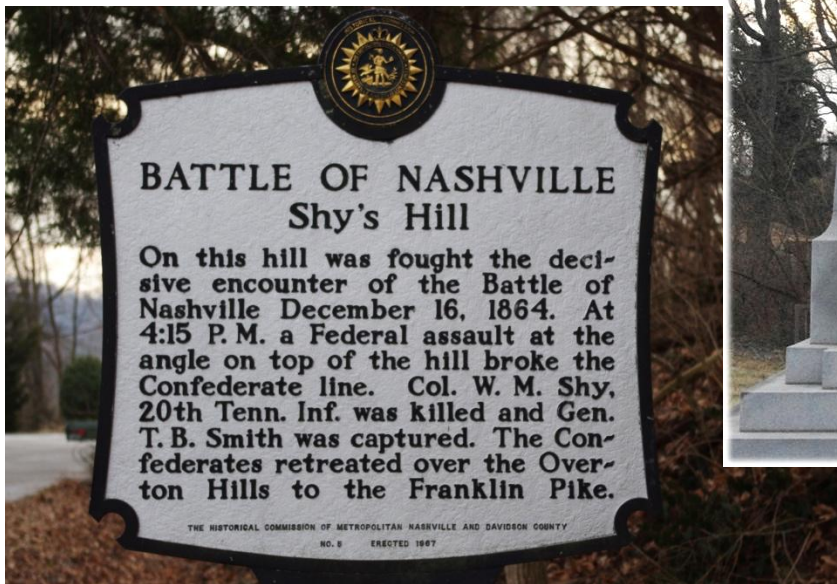 BATTLE OF NASHVILLE
Shy's Hill
On this hill was fought the deci-
sive encounter of the Battle of
Nashville December 16, 1864. At
4:15 P. M. a Federal assault at the
angle on top of the hill broke the
Confederate line. Col. W. M. Shy,
20th Tenn. Inf. was killed and Gen.
T. B. Smith was captured. The Con-
federates retreated over the Over-
ton Hills to the Franklin Pike.
THE HISTORICAL COMMISSION OF METROPOLITAN NASHVILLE AND DAVIDSON COUNTY
NO. 5 ERECTED 1967